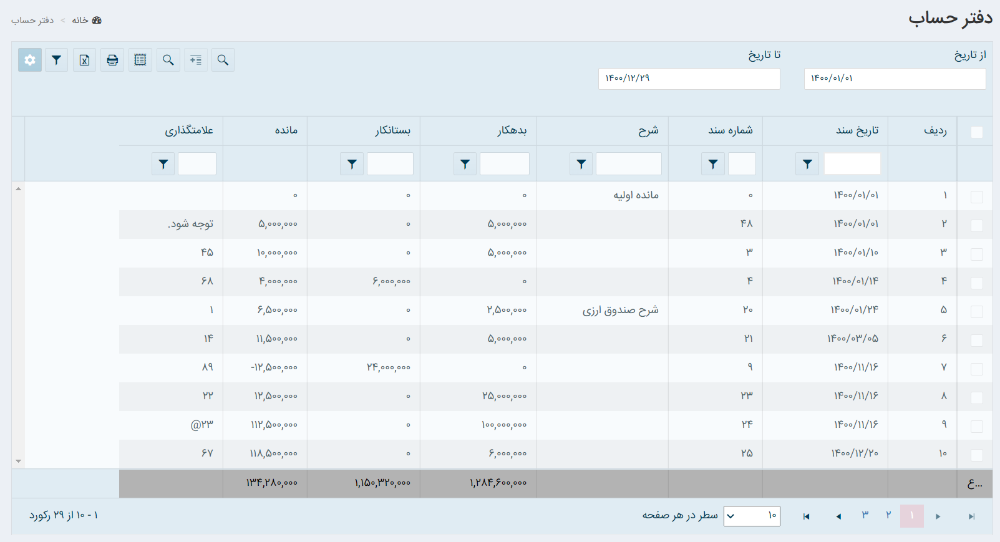 دفتر حساب
خانه > دفتر حساب
از تاریخ
تا تاریخ
۱۴۰۰/۰۱/۰۱
۱۴۰۰/۱۲/۲۹
ردیف تاریخ سند شماره سند شرح بدهکار بستانکار مانده علامتگذاری
۱ ۱۴۰۰/۰۱/۰۱ ۰ مانده اولیه ۰ ۰ ۰
۲ ۱۴۰۰/۰۱/۰۱ ۴۸ ۵,۰۰۰,۰۰۰ ۰ ۵,۰۰۰,۰۰۰ توجه شود.
۳ ۱۴۰۰/۰۱/۱۰ ۳ ۵,۰۰۰,۰۰۰ ۰ ۱۰,۰۰۰,۰۰۰ ۴۵
۴ ۱۴۰۰/۰۱/۱۴ ۴ ۰ ۶,۰۰۰,۰۰۰ ۴,۰۰۰,۰۰۰ ۶۸
۵ ۱۴۰۰/۰۱/۲۴ ۲۰ شرح صندوق ارزی ۲,۵۰۰,۰۰۰ ۰ ۶,۵۰۰,۰۰۰ ۱
۶ ۱۴۰۰/۰۳/۰۵ ۲۱ ۵,۰۰۰,۰۰۰ ۰ ۱۱,۵۰۰,۰۰۰ ۱۴
۷ ۱۴۰۰/۱۱/۱۶ ۹ ۰ ۲۴,۰۰۰,۰۰۰ -۱۲,۵۰۰,۰۰۰ ۸۹
۸ ۱۴۰۰/۱۱/۱۶ ۲۳ ۲۵,۰۰۰,۰۰۰ ۰ ۱۲,۵۰۰,۰۰۰ ۲۲
۹ ۱۴۰۰/۱۱/۱۶ ۲۴ ۱۰۰,۰۰۰,۰۰۰ ۰ ۱۱۲,۵۰۰,۰۰۰ ۲۳@
۱۰ ۱۴۰۰/۱۲/۲۰ ۲۵ ۶,۰۰۰,۰۰۰ ۰ ۱۱۸,۵۰۰,۰۰۰ ۶۷
...ع ۱,۲۸۴,۶۰۰,۰۰۰ ۱,۱۵۰,۳۲۰,۰۰۰ ۱۳۴,۲۸۰,۰۰۰
۱ ۲ ۳ ۱۰ سطر در هر صفحه
۱ - ۱۰ از ۲۹ رکورد